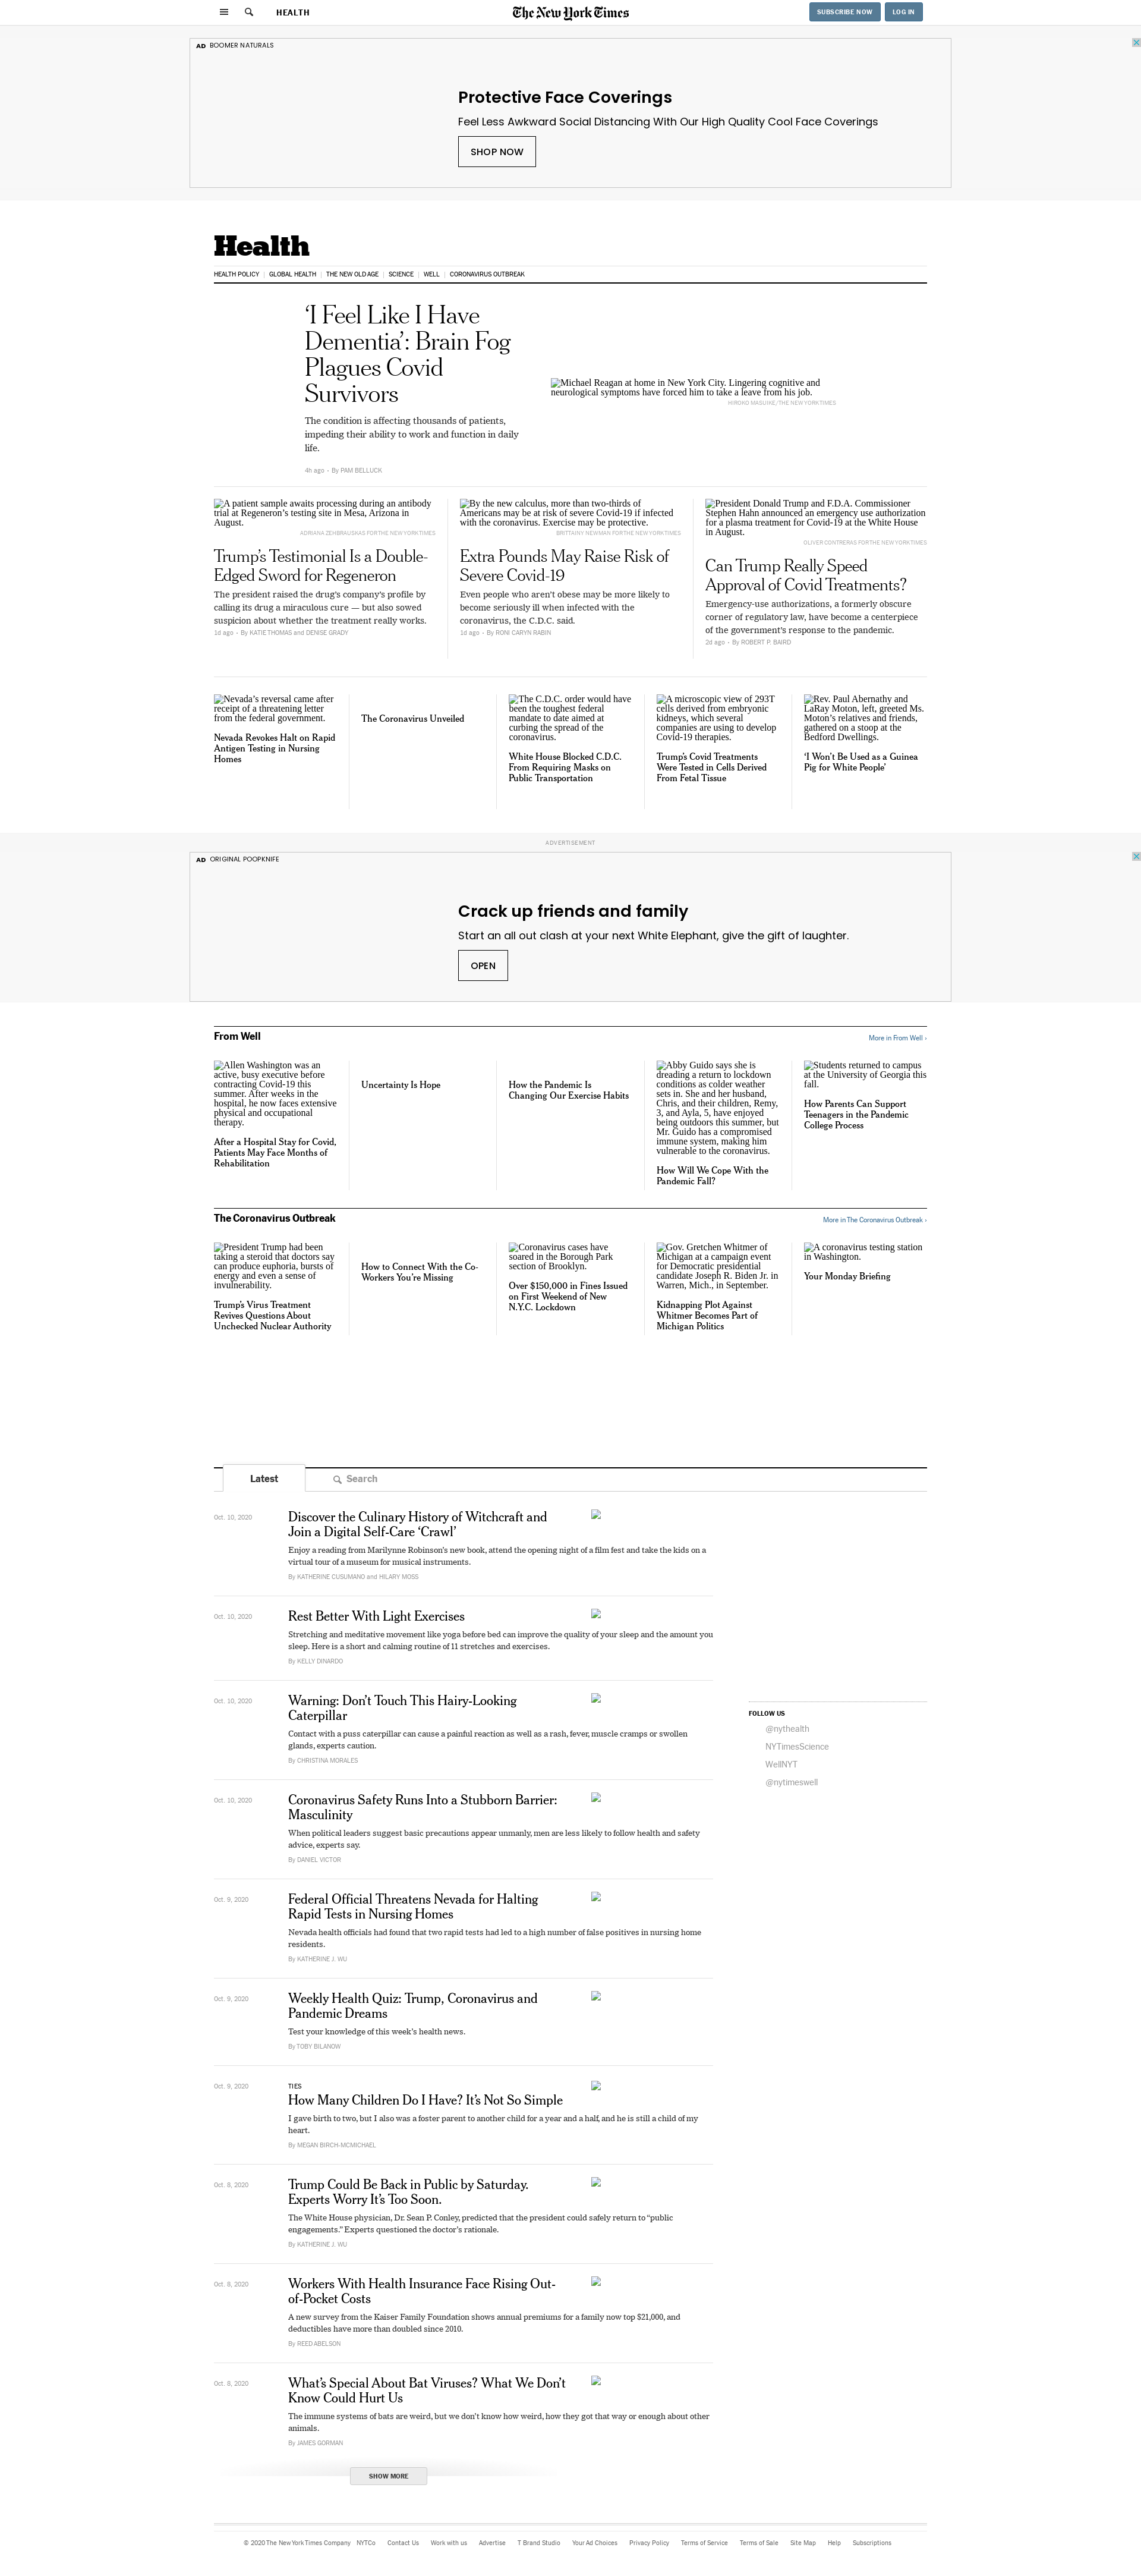 HEALTH
The New York Times
SUBSCRIBE NOW
LOG IN
AD BOOMER NATURALS
Protective Face Coverings
Feel Less Awkward Social Distancing With Our High Quality Cool Face Coverings
SHOP NOW
Health
HEALTH POLICY | GLOBAL HEALTH | THE NEW OLD AGE | SCIENCE | WELL | CORONAVIRUS OUTBREAK
‘I Feel Like I Have
Dementia’: Brain Fog
Plagues Covid
Survivors
The condition is affecting thousands of patients,
impeding their ability to work and function in daily
life.
4h ago • By PAM BELLUCK
Michael Reagan at home in New York City. Lingering cognitive and
neurological symptoms have forced him to take a leave from his job.
HIROKO MASUIKE/THE NEW YORK TIMES
A patient sample awaits processing during an antibody
trial at Regeneron’s testing site in Mesa, Arizona in
August.
ADRIANA ZEHBRAUSKAS FOR THE NEW YORK TIMES
Trump’s Testimonial Is a Double-
Edged Sword for Regeneron
The president raised the drug’s company’s profile by
calling its drug a miraculous cure — but also sowed
suspicion about whether the treatment really works.
1d ago • By KATIE THOMAS and DENISE GRADY
By the new calculus, more than two-thirds of
Americans may be at risk of severe Covid-19 if infected
with the coronavirus. Exercise may be protective.
BRITTAINY NEWMAN FOR THE NEW YORK TIMES
Extra Pounds May Raise Risk of
Severe Covid-19
Even people who aren’t obese may be more likely to
become seriously ill when infected with the
coronavirus, the C.D.C. said.
1d ago • By RONI CARYN RABIN
President Donald Trump and F.D.A. Commissioner
Stephen Hahn announced an emergency use authorization
for a plasma treatment for Covid-19 at the White House
in August.
OLIVER CONTRERAS FOR THE NEW YORK TIMES
Can Trump Really Speed
Approval of Covid Treatments?
Emergency-use authorizations, a formerly obscure
corner of regulatory law, have become a centerpiece
of the government’s response to the pandemic.
2d ago • By ROBERT P. BAIRD
Nevada’s reversal came after
receipt of a threatening letter
from the federal government.
Nevada Revokes Halt on Rapid
Antigen Testing in Nursing
Homes
The Coronavirus Unveiled
The C.D.C. order would have
been the toughest federal
mandate to date aimed at
curbing the spread of the
coronavirus.
White House Blocked C.D.C.
From Requiring Masks on
Public Transportation
A microscopic view of 293T
cells derived from embryonic
kidneys, which several
companies are using to develop
Covid-19 therapies.
Trump’s Covid Treatments
Were Tested in Cells Derived
From Fetal Tissue
Rev. Paul Abernathy and
LaRay Moton, left, greeted Ms.
Moton’s relatives and friends,
gathered on a stoop at the
Bedford Dwellings.
‘I Won’t Be Used as a Guinea
Pig for White People’
ADVERTISEMENT
AD ORIGINAL POOPKNIFE
Crack up friends and family
Start an all out clash at your next White Elephant, give the gift of laughter.
OPEN
From Well
More in From Well ›
Allen Washington was an
active, busy executive before
contracting Covid-19 this
summer. After weeks in the
hospital, he now faces extensive
physical and occupational
therapy.
After a Hospital Stay for Covid,
Patients May Face Months of
Rehabilitation
Uncertainty Is Hope
How the Pandemic Is
Changing Our Exercise Habits
Abby Guido says she is
dreading a return to lockdown
conditions as colder weather
sets in. She and her husband,
Chris, and their children, Remy,
3, and Ayla, 5, have enjoyed
being outdoors this summer, but
Mr. Guido has a compromised
immune system, making him
vulnerable to the coronavirus.
How Will We Cope With the
Pandemic Fall?
Students returned to campus
at the University of Georgia this
fall.
How Parents Can Support
Teenagers in the Pandemic
College Process
The Coronavirus Outbreak
More in The Coronavirus Outbreak ›
President Trump had been
taking a steroid that doctors say
can produce euphoria, bursts of
energy and even a sense of
invulnerability.
Trump’s Virus Treatment
Revives Questions About
Unchecked Nuclear Authority
How to Connect With the Co-
Workers You’re Missing
Coronavirus cases have
soared in the Borough Park
section of Brooklyn.
Over $150,000 in Fines Issued
on First Weekend of New
N.Y.C. Lockdown
Gov. Gretchen Whitmer of
Michigan at a campaign event
for Democratic presidential
candidate Joseph R. Biden Jr. in
Warren, Mich., in September.
Kidnapping Plot Against
Whitmer Becomes Part of
Michigan Politics
A coronavirus testing station
in Washington.
Your Monday Briefing
Latest
Search
Oct. 10, 2020
Discover the Culinary History of Witchcraft and
Join a Digital Self-Care ‘Crawl’
Enjoy a reading from Marilynne Robinson’s new book, attend the opening night of a film fest and take the kids on a
virtual tour of a museum for musical instruments.
By KATHERINE CUSUMANO and HILARY MOSS
Oct. 10, 2020
Rest Better With Light Exercises
Stretching and meditative movement like yoga before bed can improve the quality of your sleep and the amount you
sleep. Here is a short and calming routine of 11 stretches and exercises.
By KELLY DINARDO
Oct. 10, 2020
Warning: Don’t Touch This Hairy-Looking
Caterpillar
Contact with a puss caterpillar can cause a painful reaction as well as a rash, fever, muscle cramps or swollen
glands, experts caution.
By CHRISTINA MORALES
FOLLOW US
@nythealth
NYTimesScience
WellNYT
@nytimeswell
Oct. 10, 2020
Coronavirus Safety Runs Into a Stubborn Barrier:
Masculinity
When political leaders suggest basic precautions appear unmanly, men are less likely to follow health and safety
advice, experts say.
By DANIEL VICTOR
Oct. 9, 2020
Federal Official Threatens Nevada for Halting
Rapid Tests in Nursing Homes
Nevada health officials had found that two rapid tests had led to a high number of false positives in nursing home
residents.
By KATHERINE J. WU
Oct. 9, 2020
Weekly Health Quiz: Trump, Coronavirus and
Pandemic Dreams
Test your knowledge of this week’s health news.
By TOBY BILANOW
Oct. 9, 2020
TIES
How Many Children Do I Have? It’s Not So Simple
I gave birth to two, but I also was a foster parent to another child for a year and a half, and he is still a child of my
heart.
By MEGAN BIRCH-MCMICHAEL
Oct. 8, 2020
Trump Could Be Back in Public by Saturday.
Experts Worry It’s Too Soon.
The White House physician, Dr. Sean P. Conley, predicted that the president could safely return to “public
engagements.” Experts questioned the doctor’s rationale.
By KATHERINE J. WU
Oct. 8, 2020
Workers With Health Insurance Face Rising Out-
of-Pocket Costs
A new survey from the Kaiser Family Foundation shows annual premiums for a family now top $21,000, and
deductibles have more than doubled since 2010.
By REED ABELSON
Oct. 8, 2020
What’s Special About Bat Viruses? What We Don’t
Know Could Hurt Us
The immune systems of bats are weird, but we don’t know how weird, how they got that way or enough about other
animals.
By JAMES GORMAN
SHOW MORE
© 2020 The New York Times Company NYTCo Contact Us Work with us Advertise T Brand Studio Your Ad Choices Privacy Policy Terms of Service Terms of Sale Site Map Help Subscriptions